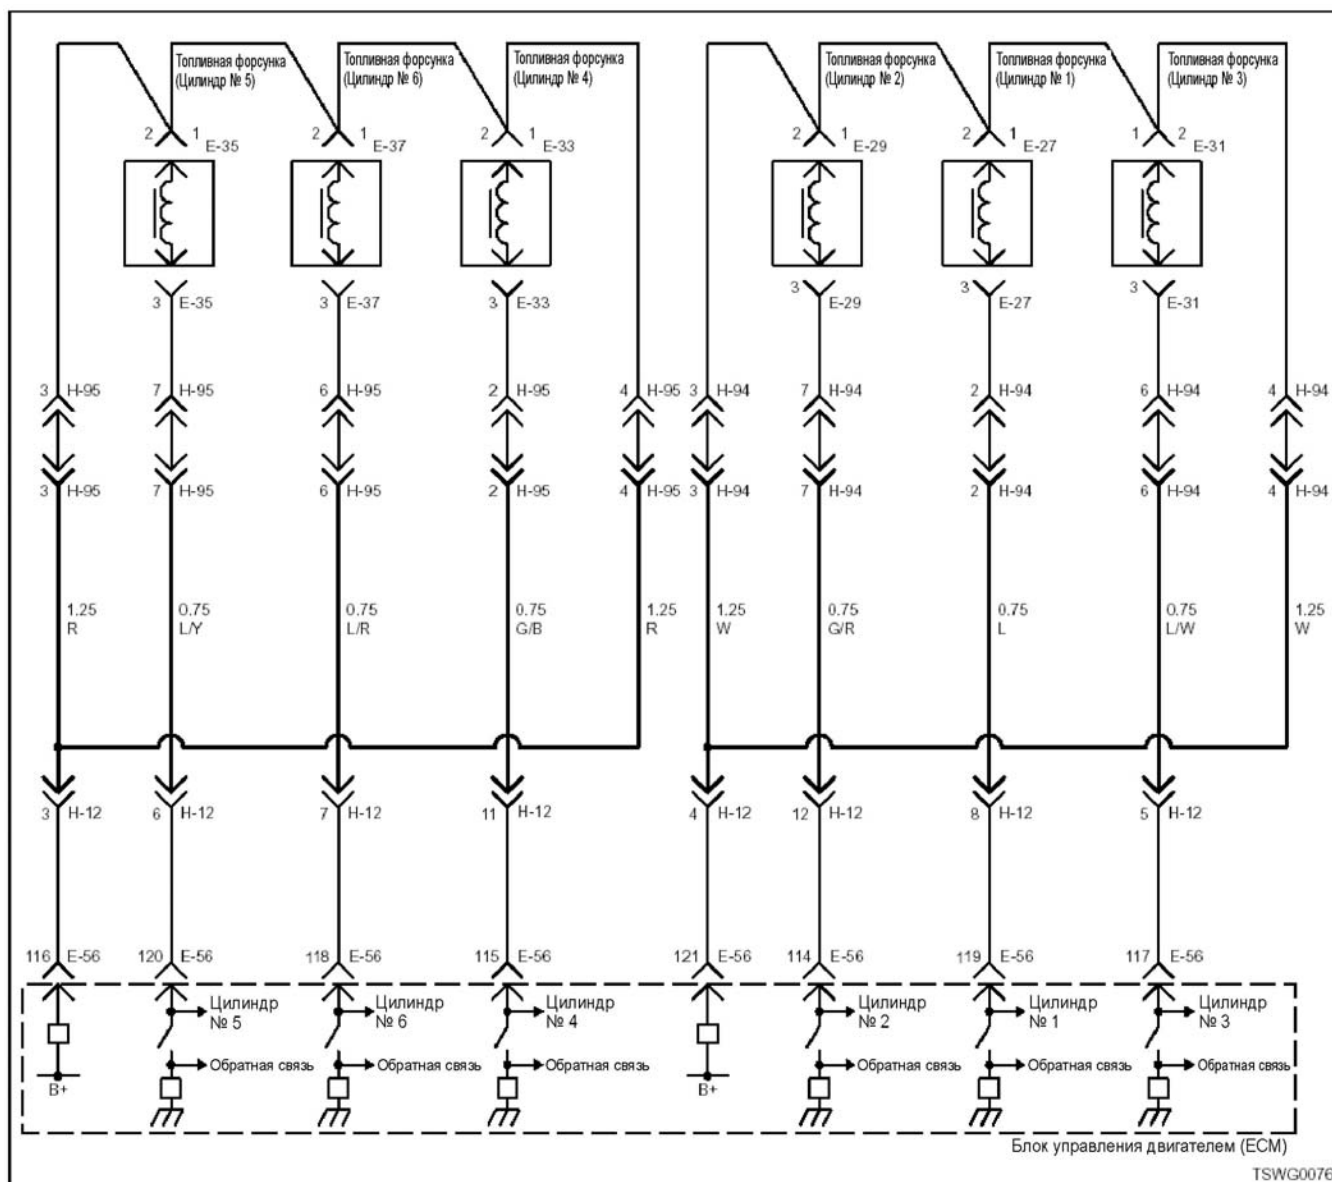 Топливная форсунка
(Цилиндр № 5)
Топливная форсунка
(Цилиндр № 6)
Топливная форсунка
(Цилиндр № 4)
Топливная форсунка
(Цилиндр № 2)
Топливная форсунка
(Цилиндр № 1)
Топливная форсунка
(Цилиндр № 3)
2 1 E-35 2 1 E-37 2 1 E-33 2 1 E-29 2 1 E-27 1 2 E-31
3 E-35 3 E-37 3 E-33 3 E-29 3 E-27 3 E-31
3 H-95 7 H-95 6 H-95 2 H-95 4 H-95 3 H-94 7 H-94 2 H-94 6 H-94 4 H-94
3 H-95 7 H-95 6 H-95 2 H-95 4 H-95 3 H-94 7 H-94 2 H-94 6 H-94 4 H-94
1.25 0.75 0.75 0.75 1.25 1.25 0.75 0.75 0.75 1.25
R L/Y L/R G/B R W G/R L L/W W
3 H-12 6 H-12 7 H-12 11 H-12 4 H-12 12 H-12 8 H-12 5 H-12
116 E-56 120 E-56 118 E-56 115 E-56 121 E-56 114 E-56 119 E-56 117 E-56
Цилиндр
№ 5
Цилиндр
№ 6
Цилиндр
№ 4
Цилиндр
№ 2
Цилиндр
№ 1
Цилиндр
№ 3
Обратная связь Обратная связь Обратная связь Обратная связь Обратная связь Обратная связь
B+ B+
Блок управления двигателем (ECM)
TSWG0076